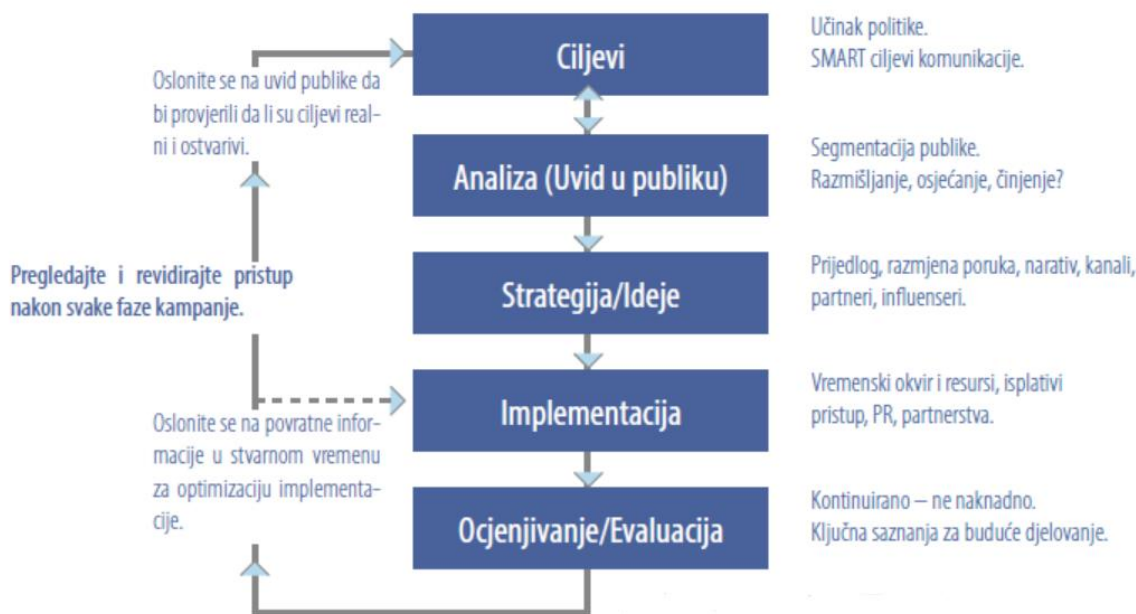 Ciljevi
Učinak politike.
SMART ciljevi komunikacije.
Oslonite se na uvid publike da
bi provjerili da li su ciljevi real-
ni i ostvarivi.
Analiza (Uvid u publiku)
Segmentacija publike.
Razmišljanje, osjećanje, činjenje?
Pregledajte i revidirajte pristup
nakon svake faze kampanje.
Strategija/Ideje
Prijedlog, razmjena poruka, narativ, kanali,
partneri, influenseri.
Implementacija
Vremenski okvir i resursi, isplativi
pristup, PR, partnerstva.
Oslonite se na povratne infor-
macije u stvarnom vremenu
za optimizaciju implementa-
cije.
Ocjenjivanje/Evaluacija
Kontinuirano – ne naknadno.
Ključna saznanja za buduće djelovanje.